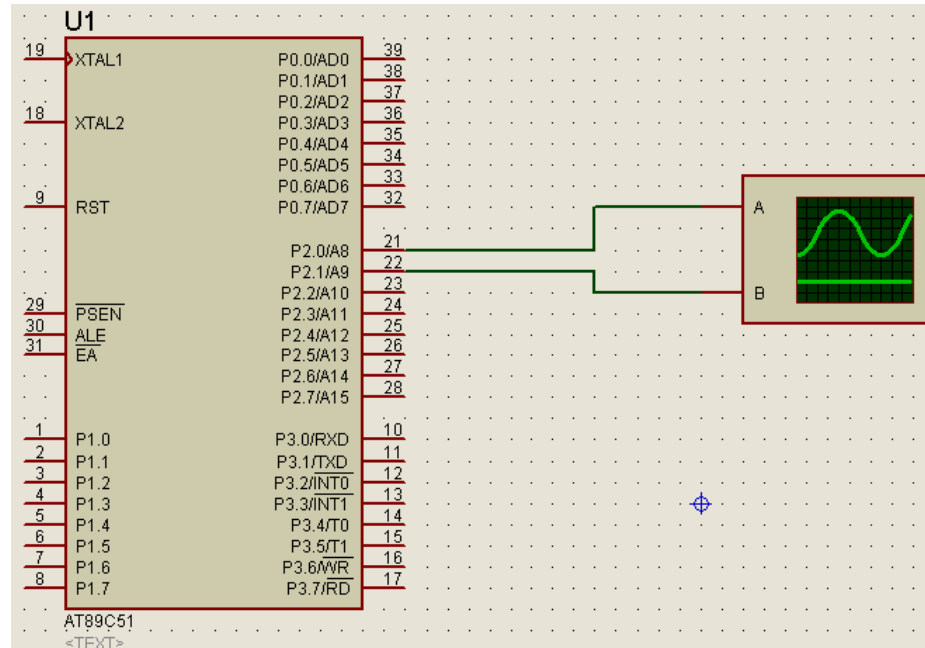 U1
19 XTAL1 P0.0/AD0 39
P0.1/AD1 38
P0.2/AD2 37
18 XTAL2 P0.3/AD3 36
P0.4/AD4 35
P0.5/AD5 34
P0.6/AD6 33
9 RST P0.7/AD7 32
A
P2.0/A8 21
P2.1/A9 22
P2.2/A10 23
B
29 PSEN P2.3/A11 24
30 ALE P2.4/A12 25
31 EA P2.5/A13 26
P2.6/A14 27
P2.7/A15 28
1 P1.0 P3.0/RXD 10
2 P1.1 P3.1/TXD 11
3 P1.2 P3.2/INT0 12
4 P1.3 P3.3/INT1 13
5 P1.4 P3.4/T0 14
6 P1.5 P3.5/T1 15
7 P1.6 P3.6/WR 16
8 P1.7 P3.7/RD 17
AT89C51
<TEXT>